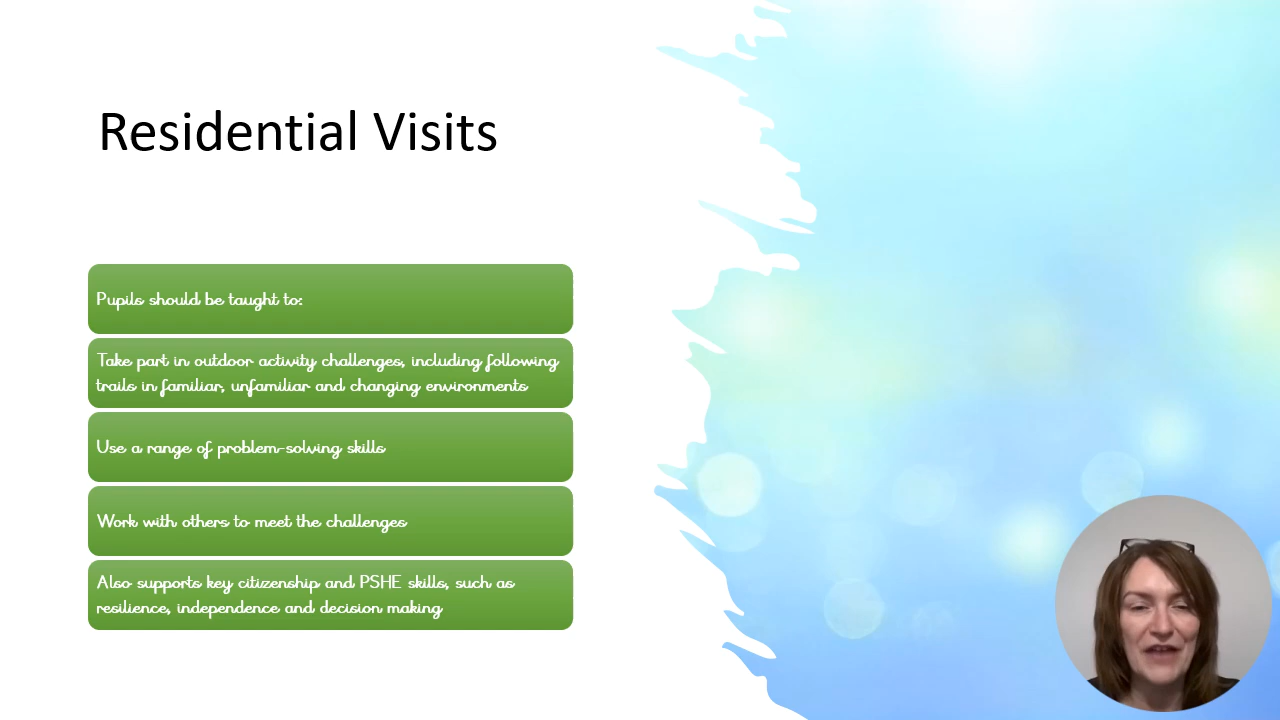 Residential Visits
Pupils should be taught to:
Take part in outdoor activity challenges, including following
trails in familiar, unfamiliar and changing environments
Use a range of problem-solving skills
Work with others to meet the challenges
Also supports key citizenship and PSHE skills, such as
resilience, independence and decision making